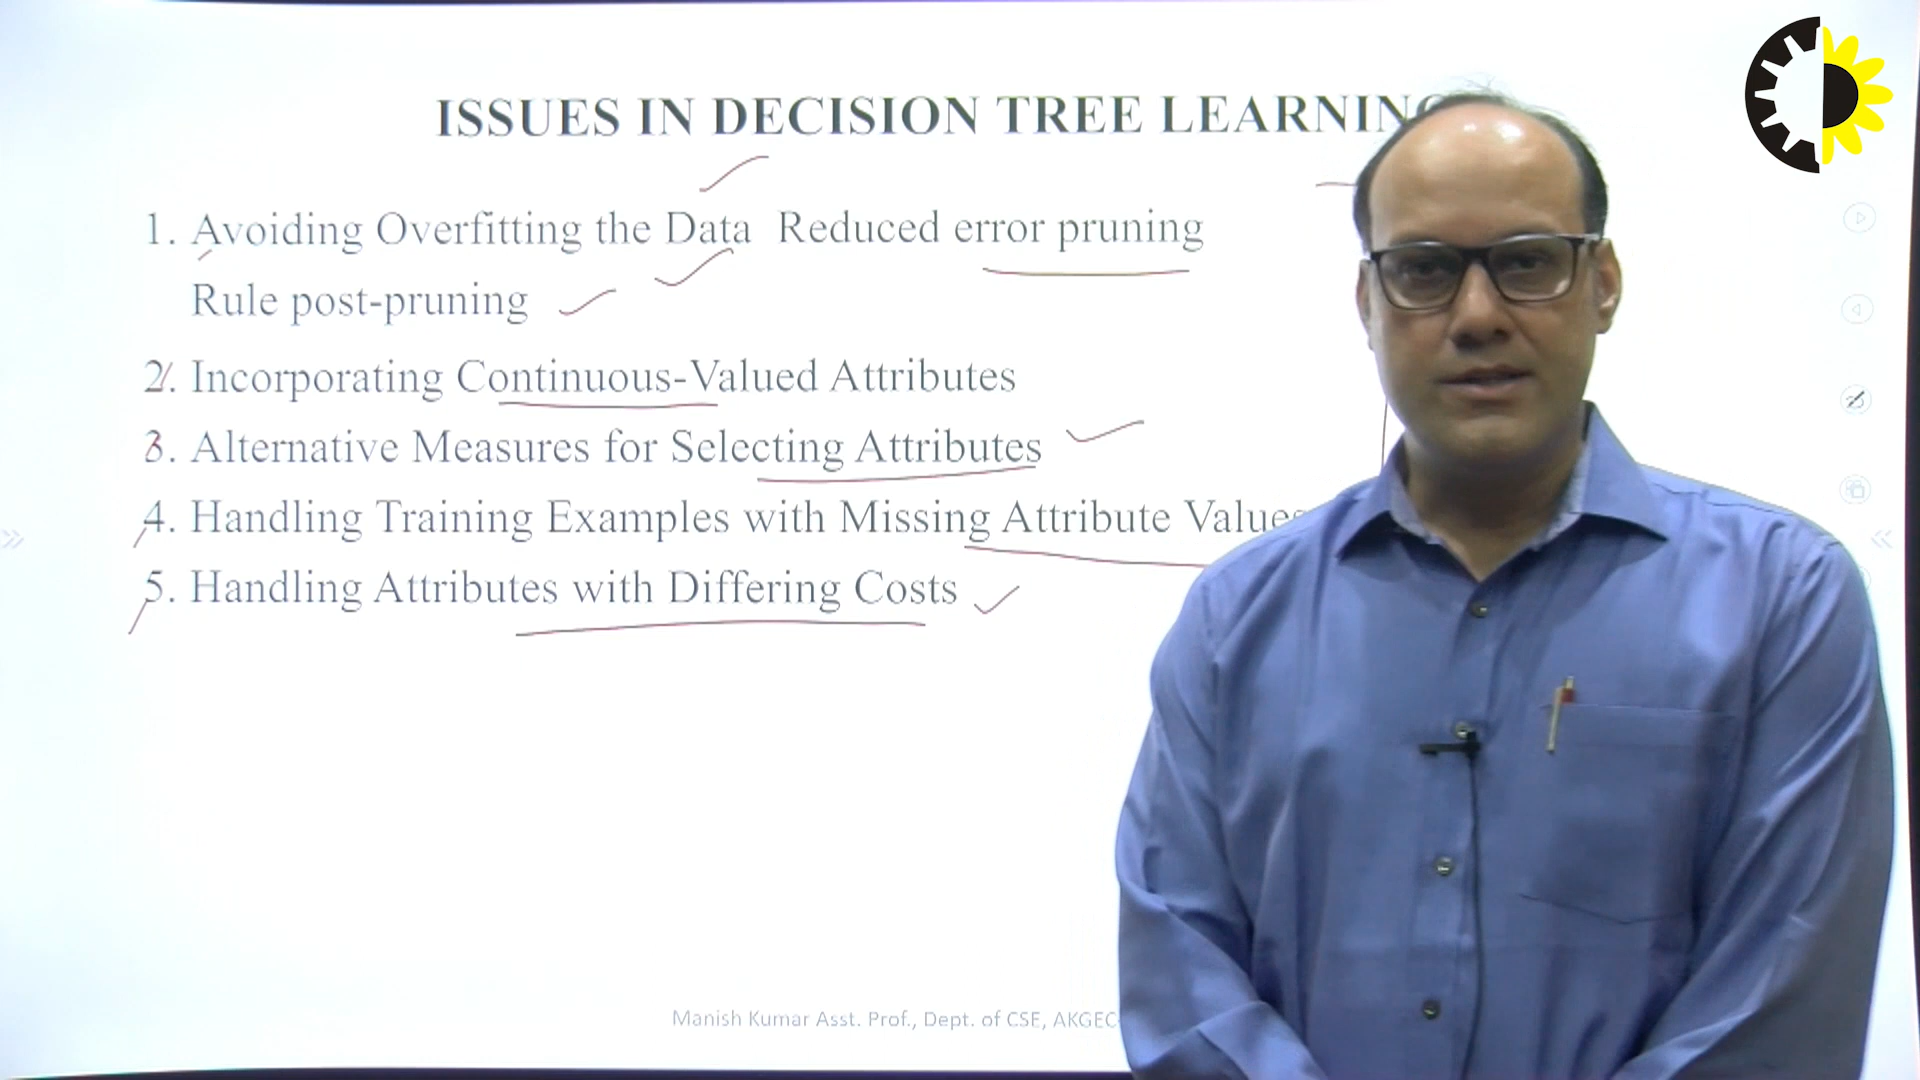 ISSUES IN DECISION TREE LEARNING
1. Avoiding Overfitting the Data Reduced error pruning
Rule post-pruning
2. Incorporating Continuous-Valued Attributes
3. Alternative Measures for Selecting Attributes
4. Handling Training Examples with Missing Attribute Values
5. Handling Attributes with Differing Costs
Manish Kumar Asst. Prof., Dept. of CSE, AKGEC